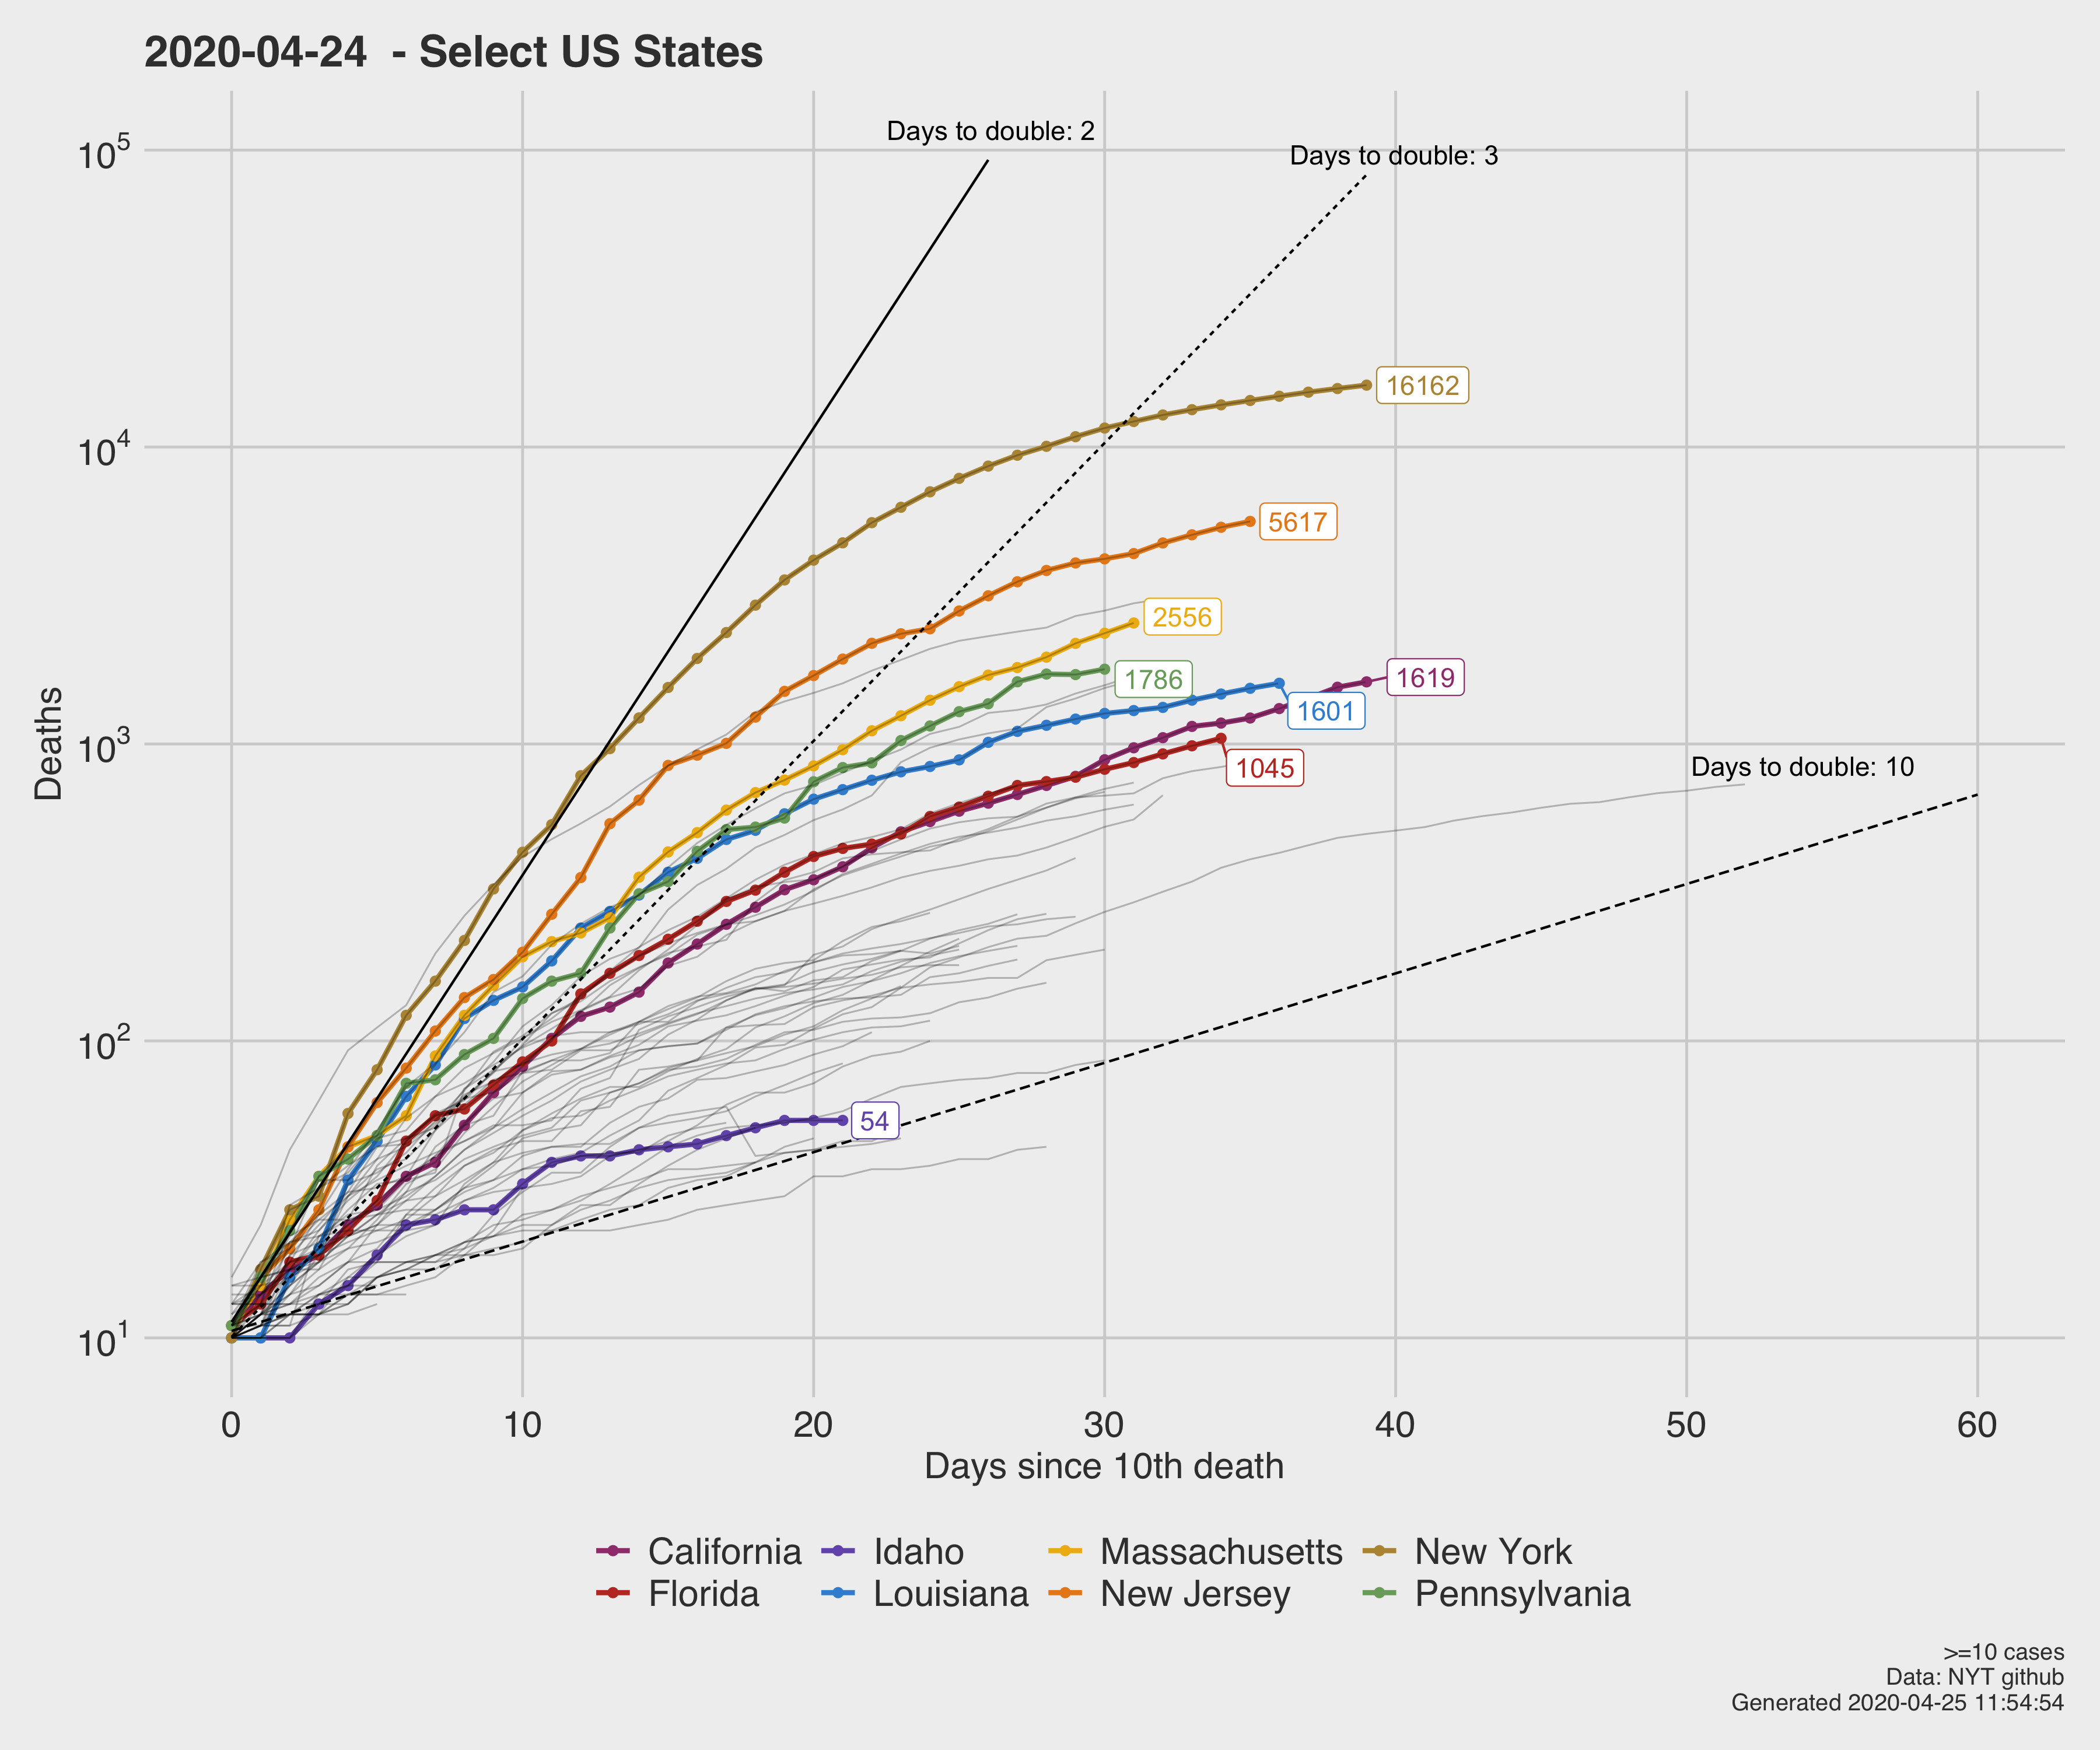 2020-04-24  - Select US States
Days to double: 2
Days to double: 3
10^5
16162
10^4
5617
2556
1786
1619
1601
10^3
1045
Days to double: 10
Deaths
10^2
54
10^1
0 10 20 30 40 50 60
Days since 10th death
California Idaho Massachusetts New York
Florida Louisiana New Jersey Pennsylvania
>=10 cases
Data: NYT github
Generated 2020-04-25 11:54:54